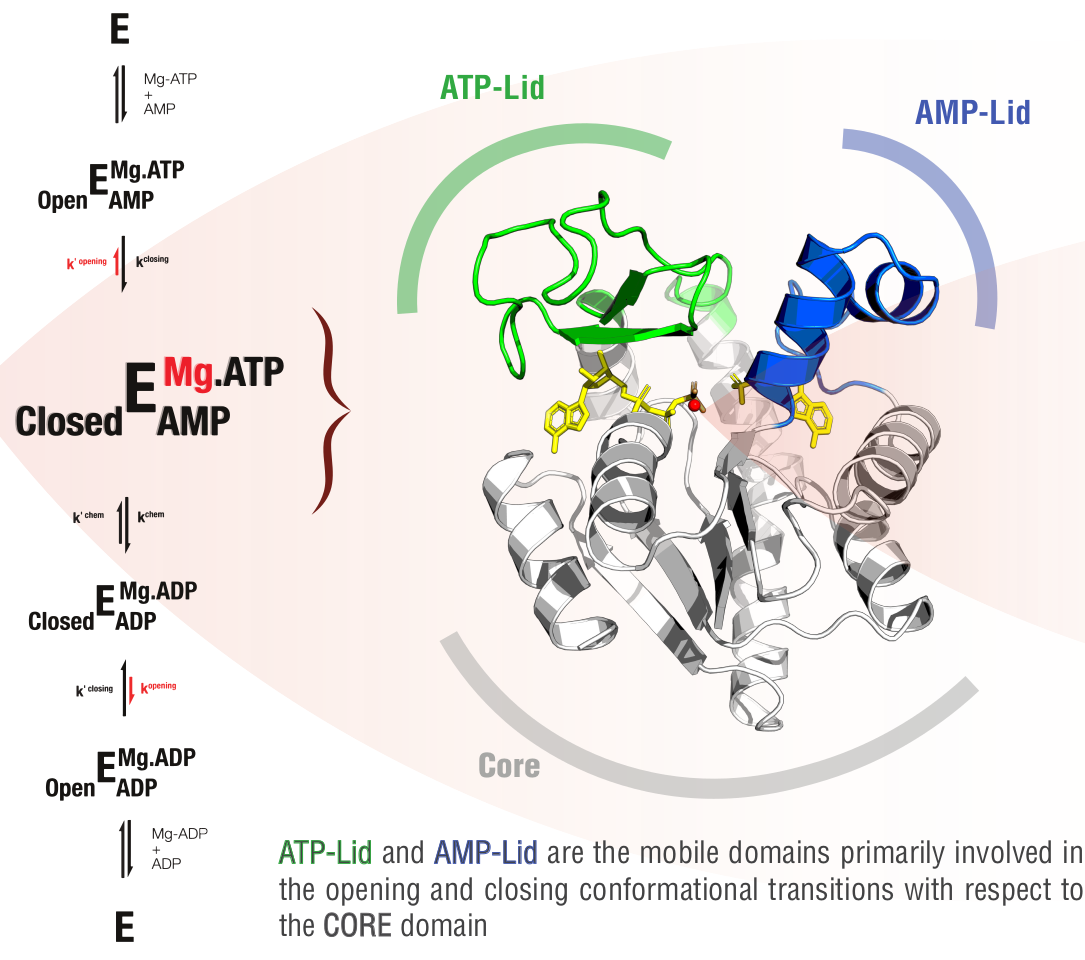 E
Mg-ATP
+
AMP
Open E Mg.ATP AMP
k' opening
k closing
Closed E Mg.ATP AMP
k' chem
k chem
Closed E Mg.ADP ADP
k' closing
k opening
Open E Mg.ADP ADP
Mg-ADP
+
ADP
E
ATP-Lid
AMP-Lid
Core
ATP-Lid and AMP-Lid are the mobile domains primarily involved in
the opening and closing conformational transitions with respect to
the CORE domain